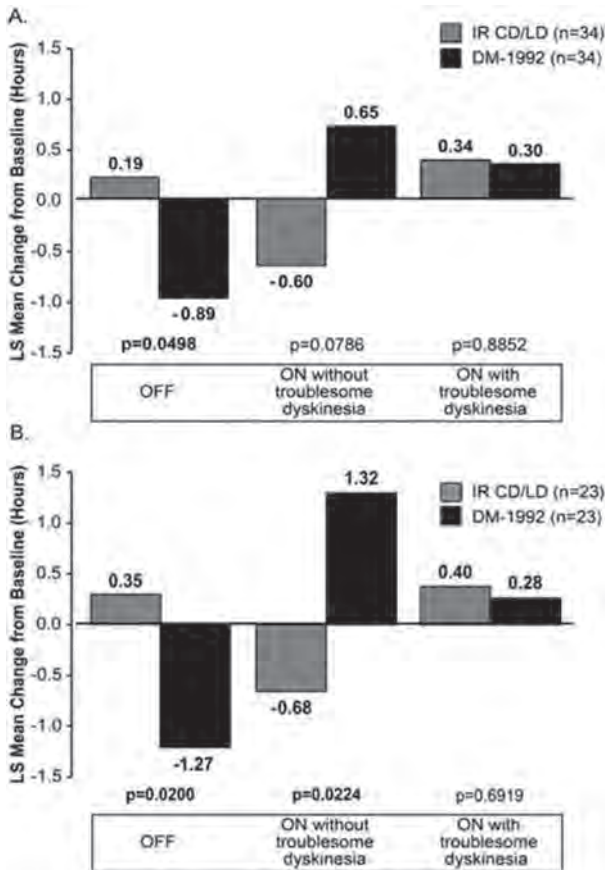 A.
IR CD/LD (n=34)
DM-1992 (n=34)
LS Mean Change from Baseline (Hours)
1.5
1.0
0.5
0.0
-0.5
-1.0
-1.5
0.19
-0.89
-0.60
0.65
0.34
0.30
p=0.0498
p=0.0786
p=0.8852
OFF
ON without
troublesome
dyskinesia
ON with
troublesome
dyskinesia
B.
IR CD/LD (n=23)
DM-1992 (n=23)
LS Mean Change from Baseline (Hours)
1.5
1.0
0.5
0.0
-0.5
-1.0
-1.5
0.35
-1.27
-0.68
1.32
0.40
0.28
p=0.0200
p=0.0224
p=0.6919
OFF
ON without
troublesome
dyskinesia
ON with
troublesome
dyskinesia